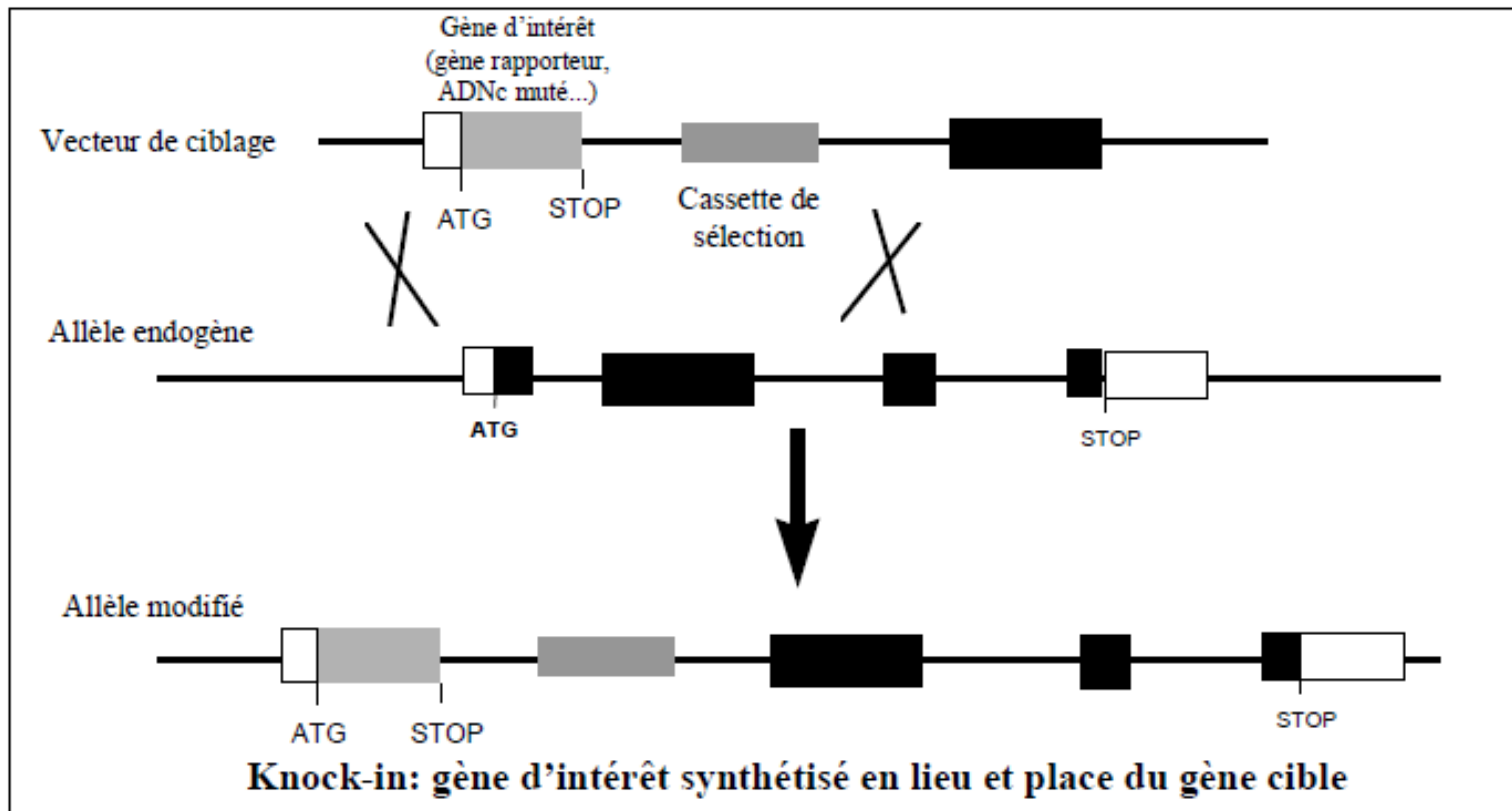 Gène d'intérêt
(gène rapporteur,
ADNc muté...)
Vecteur de ciblage
ATG
STOP
Cassette de
sélection
Allèle endogène
ATG
STOP
Allèle modifié
ATG
STOP
STOP
Knock-in: gène d'intérêt synthétisé en lieu et place du gène cible